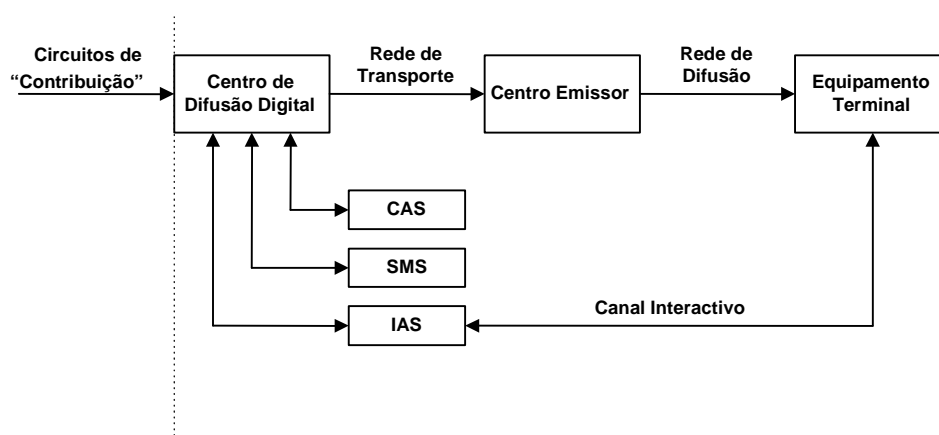 Circuitos de
“Contribuição”
Centro de
Difusão Digital
Rede de
Transporte
Centro Emissor
Rede de
Difusão
Equipamento
Terminal
CAS
SMS
IAS
Canal Interactivo